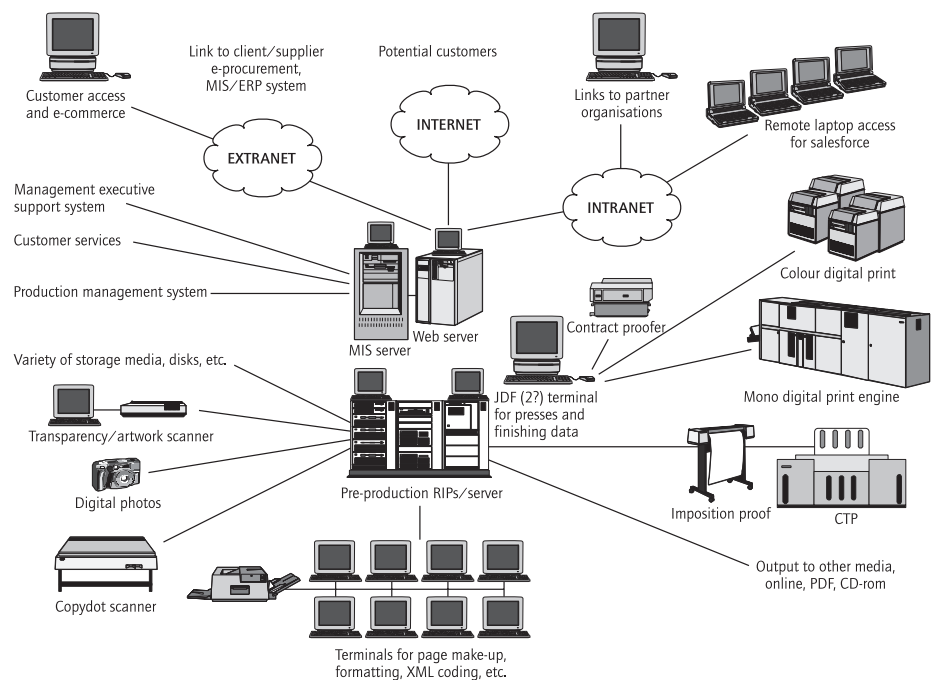 Customer access
and e-commerce
Link to client/supplier
e-procurement,
MIS/ERP system
Potential customers
Links to partner
organisations
Remote laptop access
for salesforce
EXTRANET
INTERNET
INTRANET
Management executive
support system
Customer services
Production management system
MIS server
Web server
Contract proofer
Colour digital print
Mono digital print engine
JDF (2?) terminal
for presses and
finishing data
Variety of storage media, disks, etc.
Transparency/artwork scanner
Digital photos
Copydot scanner
Pre-production RIPs/server
Imposition proof
CTP
Output to other media,
online, PDF, CD-rom
Terminals for page make-up,
formatting, XML coding, etc.